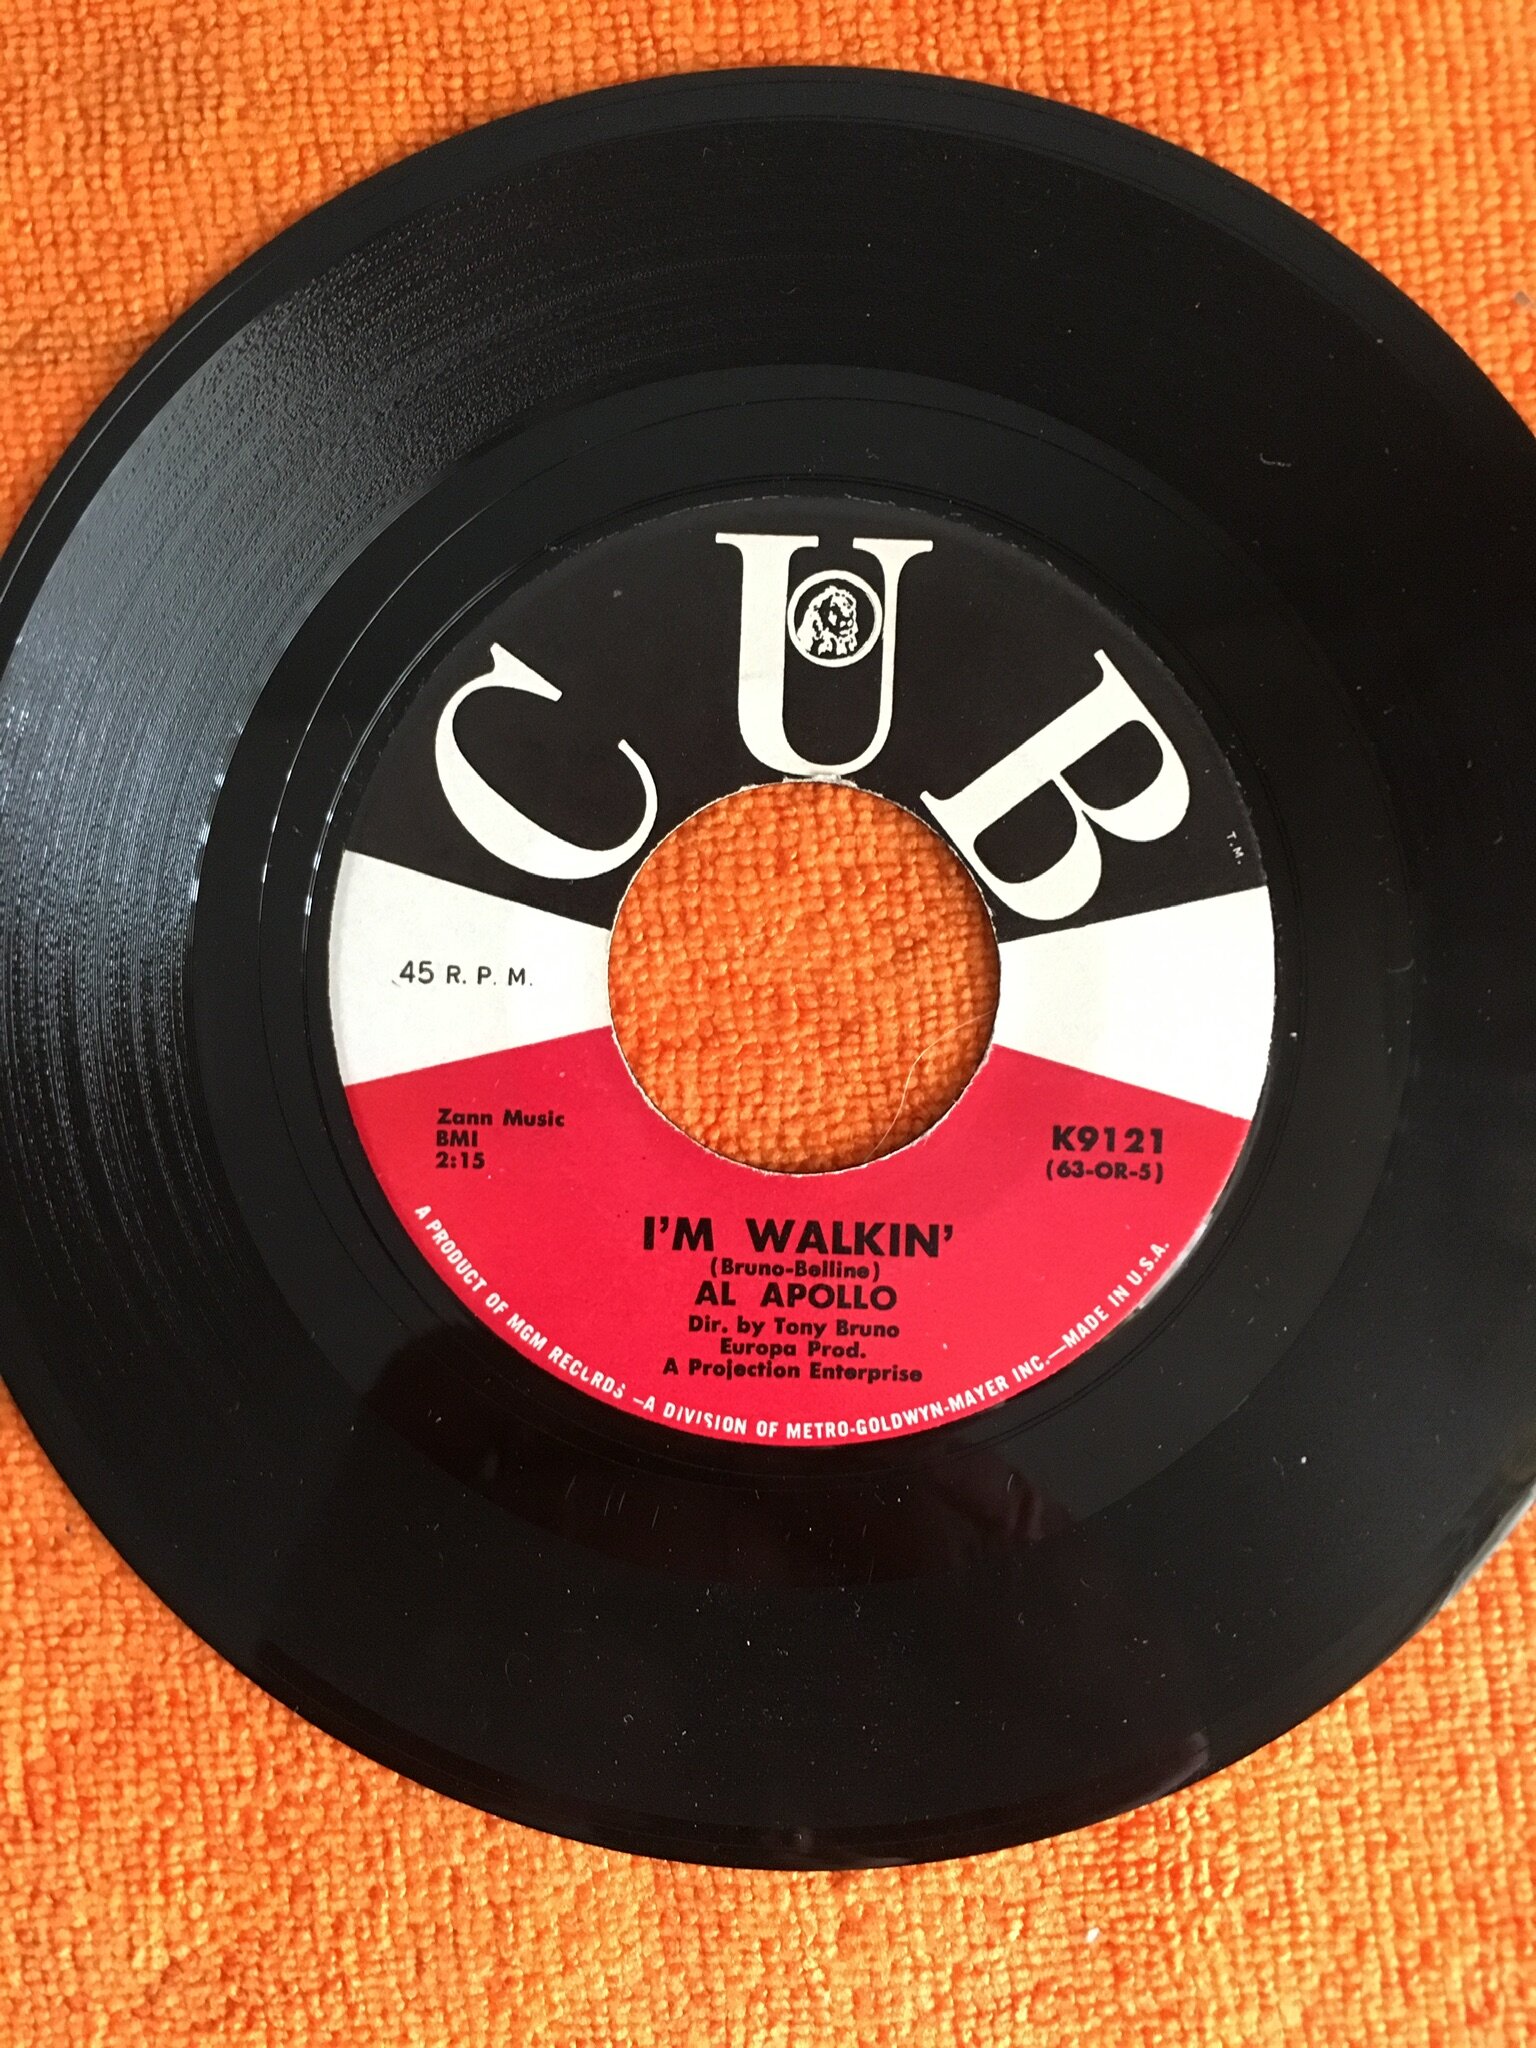 CUB
T.M.
45 R. P. M.
Zann Music
BMI
2:15
K9121
(63-OR-5)
I'M WALKIN'
(Bruno-Belline)
AL APOLLO
Dir. by Tony Bruno
Europa Prod.
A Projection Enterprise
A PRODUCT OF MGM RECORDS —A DIVISION OF METRO-GOLDWYN-MAYER INC.—MADE IN U.S.A.